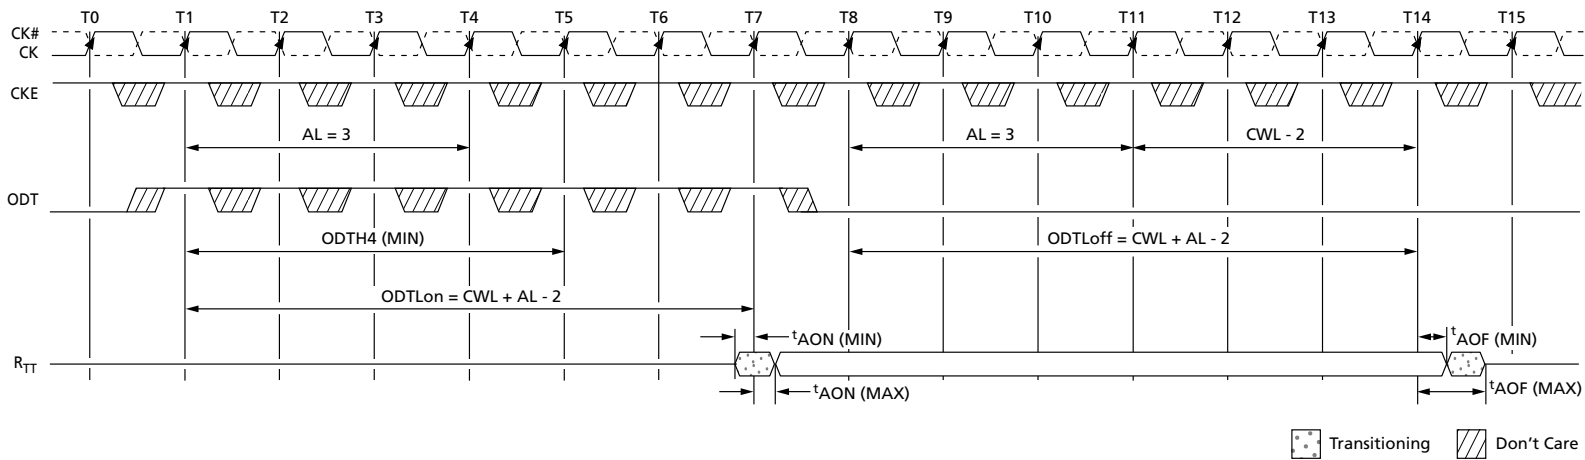 T0 T1 T2 T3 T4 T5 T6 T7 T8 T9 T10 T11 T12 T13 T14 T15
CK#
CK
CKE
AL = 3 AL = 3 CWL - 2
ODT
ODTH4 (MIN) ODTLoff = CWL + AL - 2
ODTLon = CWL + AL - 2
tAON (MIN) tAOF (MIN)
RTT
tAON (MAX) tAOF (MAX)
Transitioning Don't Care